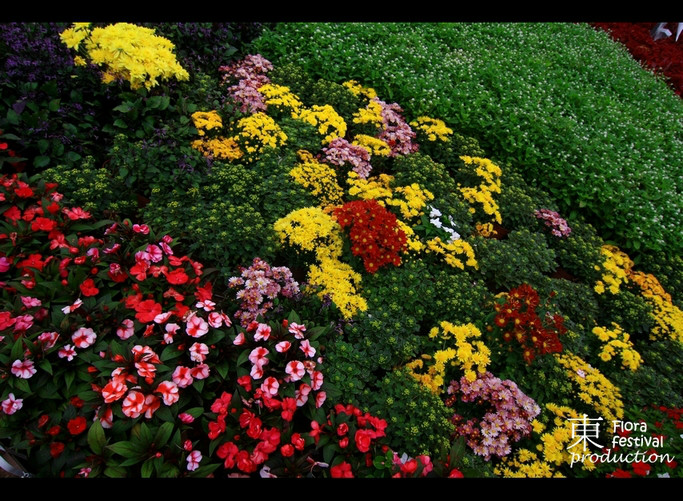 東 Flora
festival
production